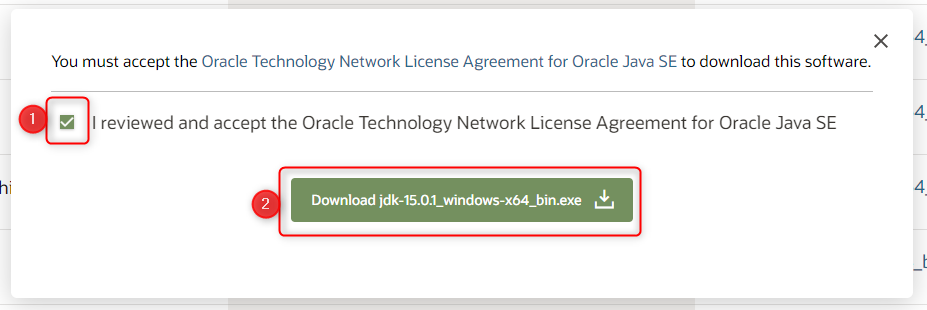 You must accept the Oracle Technology Network License Agreement for Oracle Java SE to download this software.
1
I reviewed and accept the Oracle Technology Network License Agreement for Oracle Java SE
2
Download jdk-15.0.1_windows-x64_bin.exe